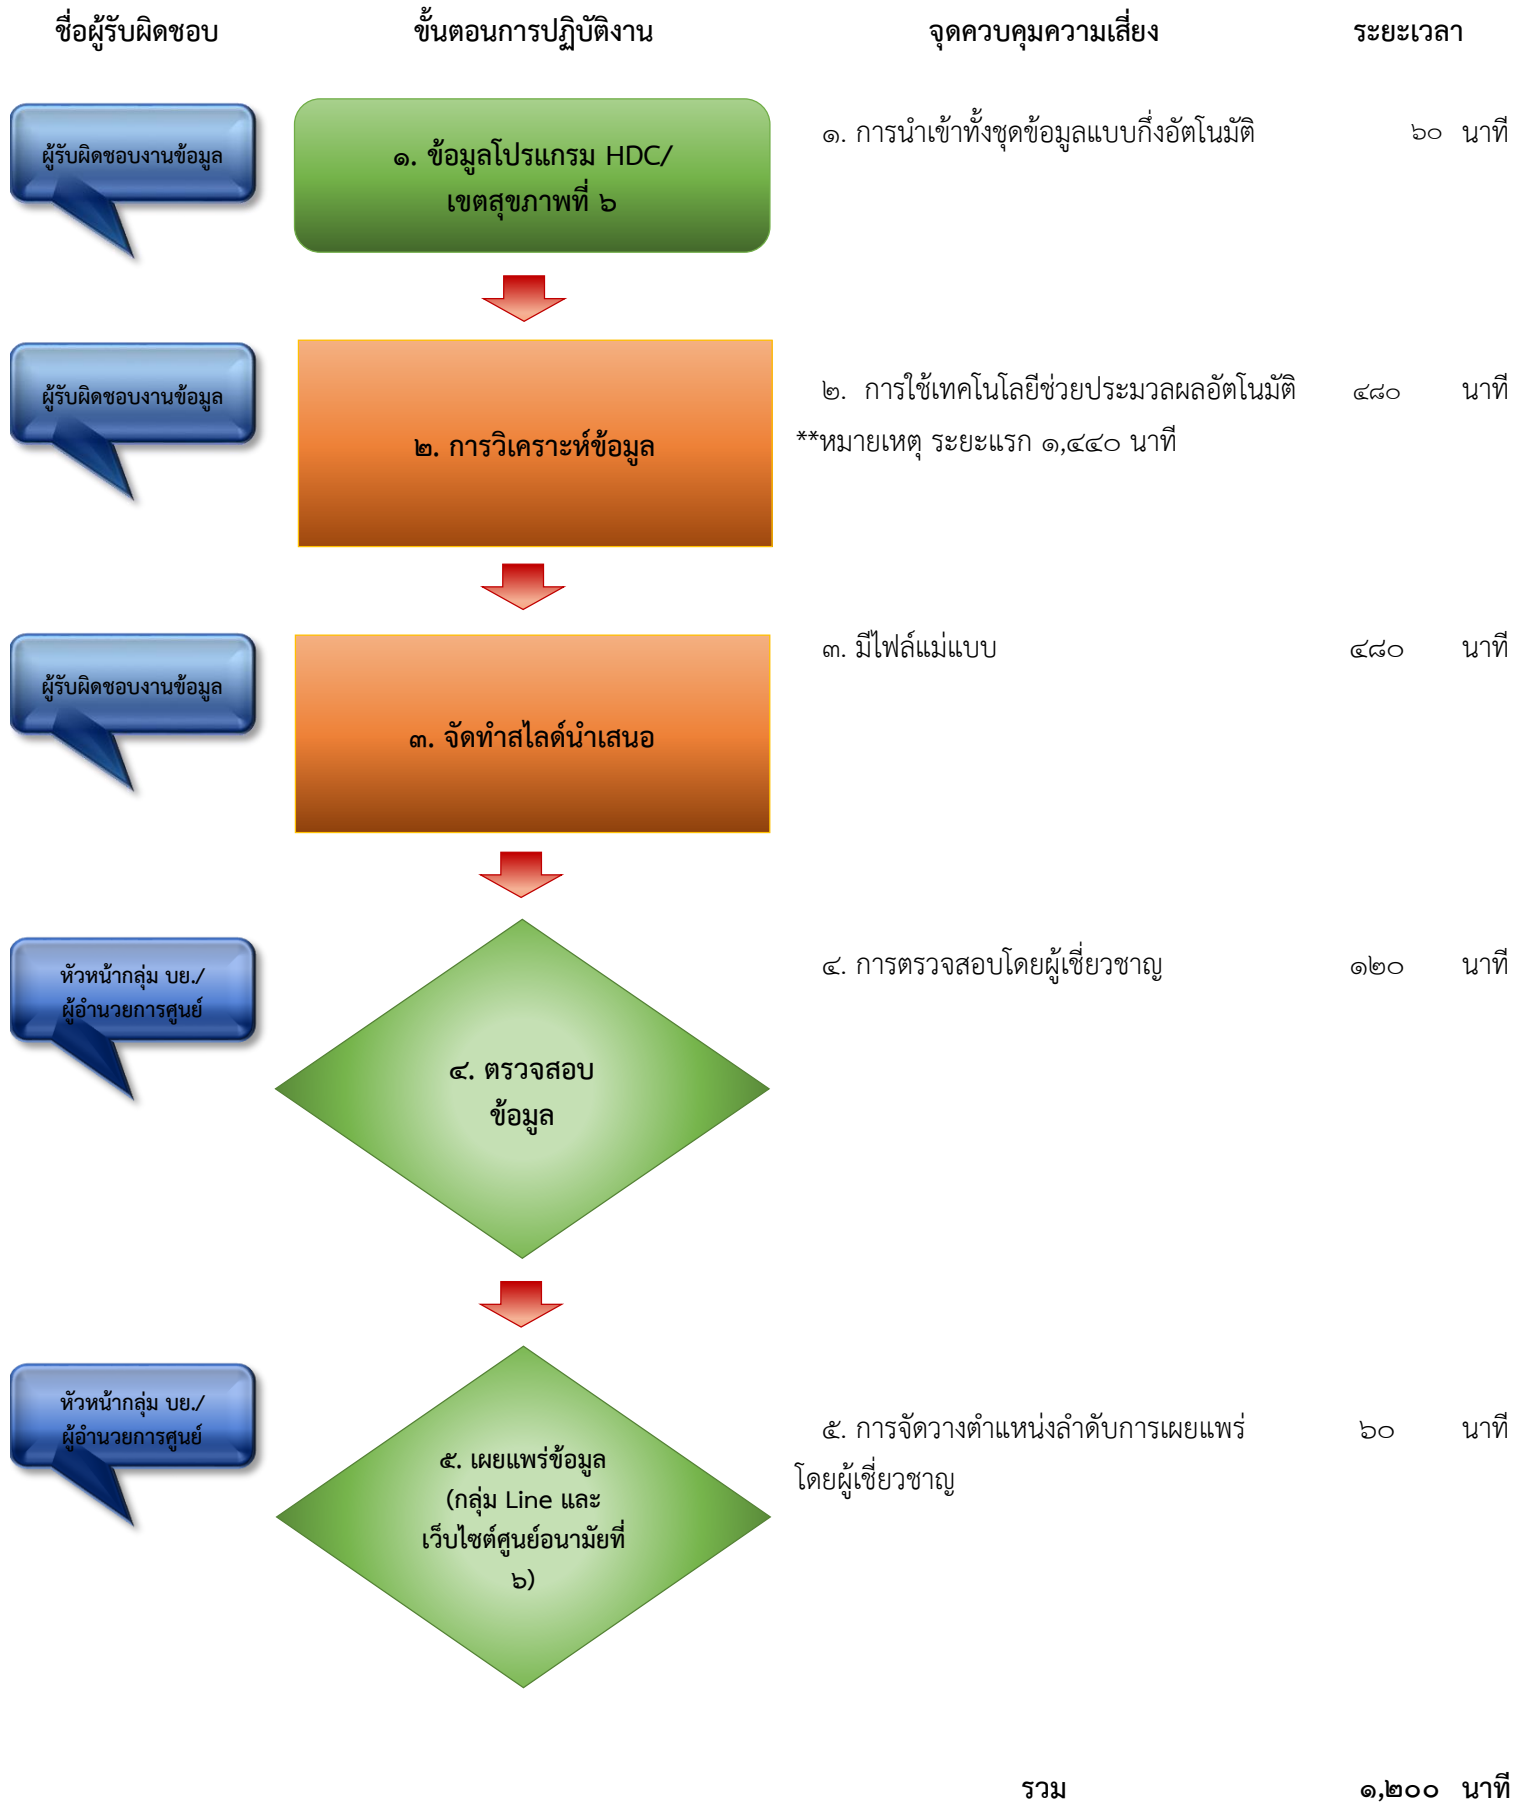 ชื่อผู้รับผิดชอบ ขั้นตอนการปฏิบัติงาน จุดควบคุมความเสี่ยง ระยะเวลา
ผู้รับผิดชอบงานข้อมูล
๑. ข้อมูลโปรแกรม HDC/
เขตสุขภาพที่ ๖
๑. การนำเข้าทั้งชุดข้อมูลแบบกึ่งอัตโนมัติ ๖๐ นาที
ผู้รับผิดชอบงานข้อมูล
๒. การวิเคราะห์ข้อมูล
๒. การใช้เทคโนโลยีช่วยประมวลผลอัตโนมัติ ๔๘๐ นาที
**หมายเหตุ ระยะแรก ๑,๔๔๐ นาที
ผู้รับผิดชอบงานข้อมูล
๓. จัดทำสไลด์นำเสนอ
๓. มีไฟล์แม่แบบ ๔๘๐ นาที
หัวหน้ากลุ่ม บย./
ผู้อำนวยการศูนย์
๔. ตรวจสอบ
ข้อมูล
๔. การตรวจสอบโดยผู้เชี่ยวชาญ ๑๒๐ นาที
หัวหน้ากลุ่ม บย./
ผู้อำนวยการศูนย์
๕. เผยแพร่ข้อมูล
(กลุ่ม Line และ
เว็บไซต์ศูนย์อนามัยที่
๖)
๕. การจัดวางตำแหน่งลำดับการเผยแพร่ ๖๐ นาที
โดยผู้เชี่ยวชาญ
รวม ๑,๒๐๐ นาที